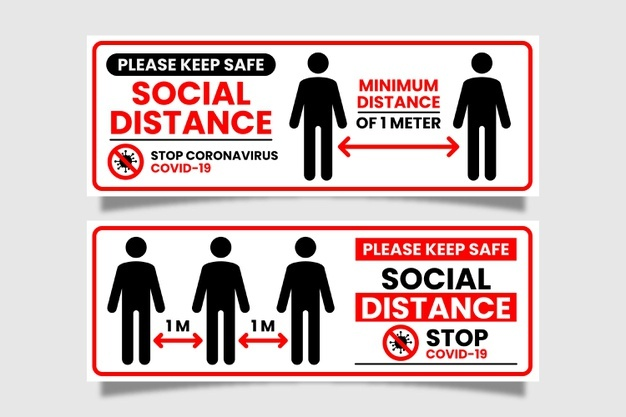 PLEASE KEEP SAFE
SOCIAL
DISTANCE
STOP CORONAVIRUS
COVID-19
MINIMUM
DISTANCE
OF 1 METER
1 M
1 M
PLEASE KEEP SAFE
SOCIAL
DISTANCE
STOP
COVID-19